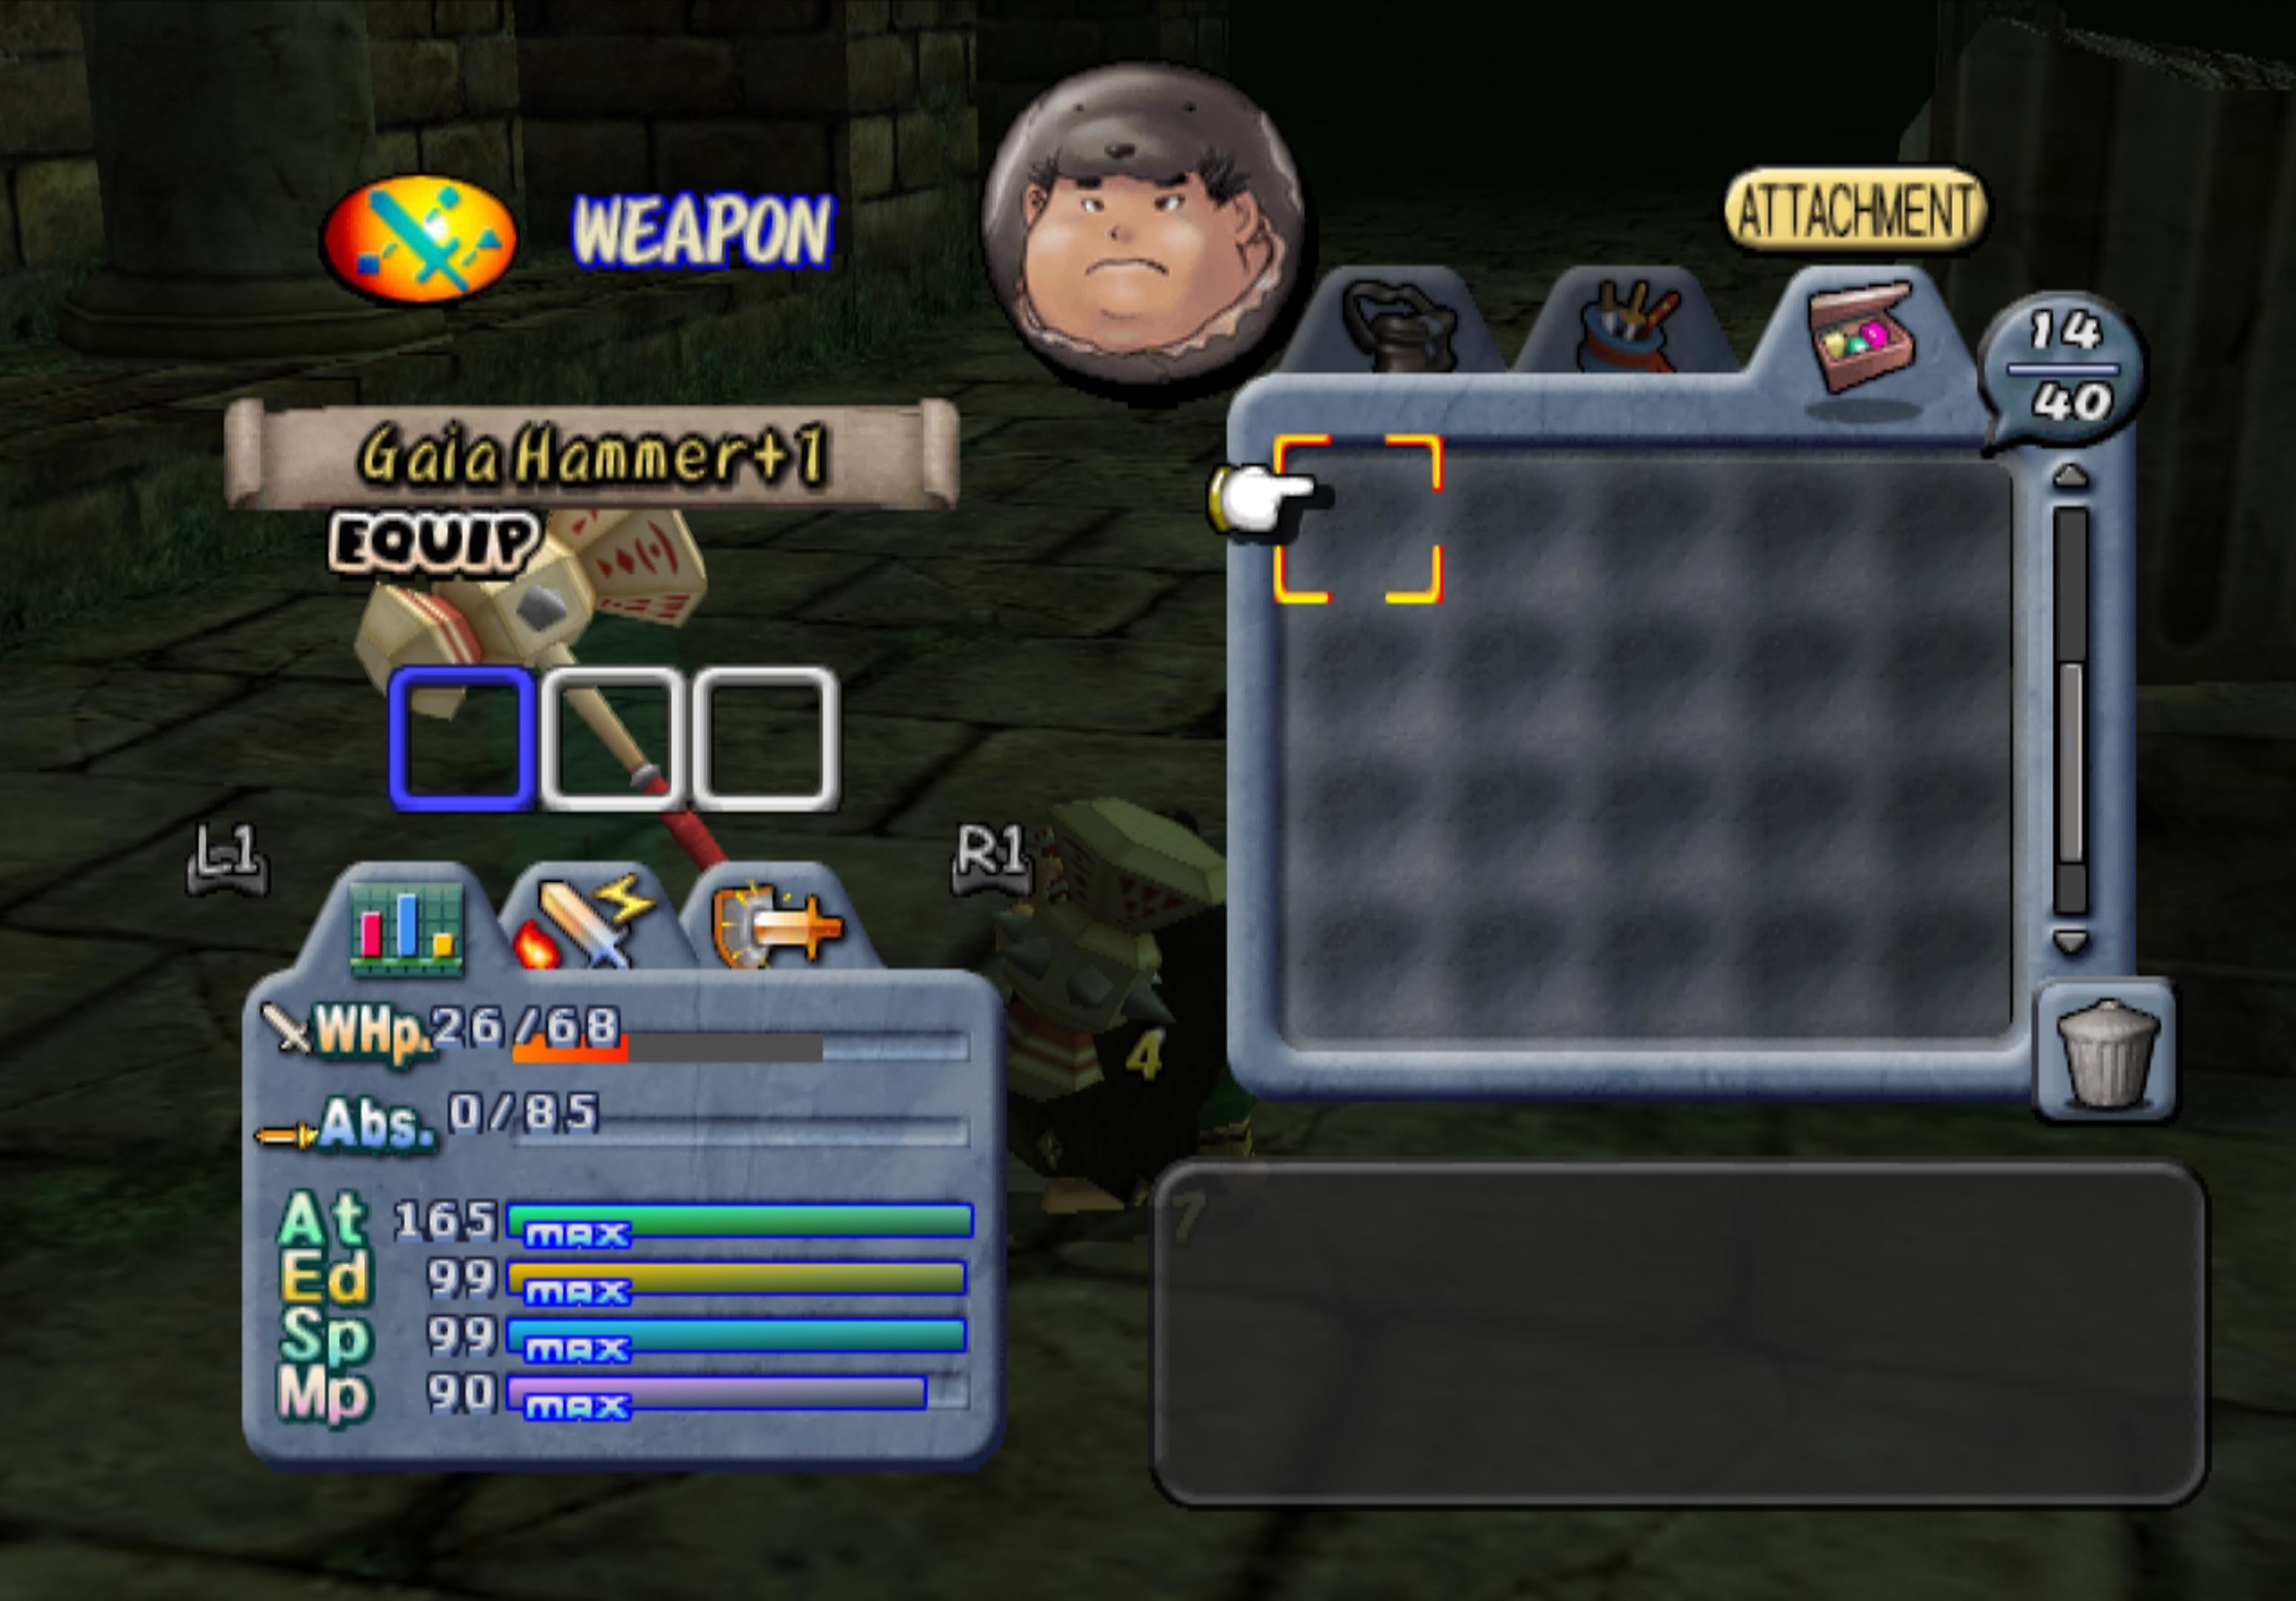 WEAPON
ATTACHMENT
14
40
Gaia Hammer+1
EQUIP
L1
R1
WHp. 26/68
Abs. 0/85
At 165 max
Ed 99 max
Sp 99 max
Mp 90 max
4
7